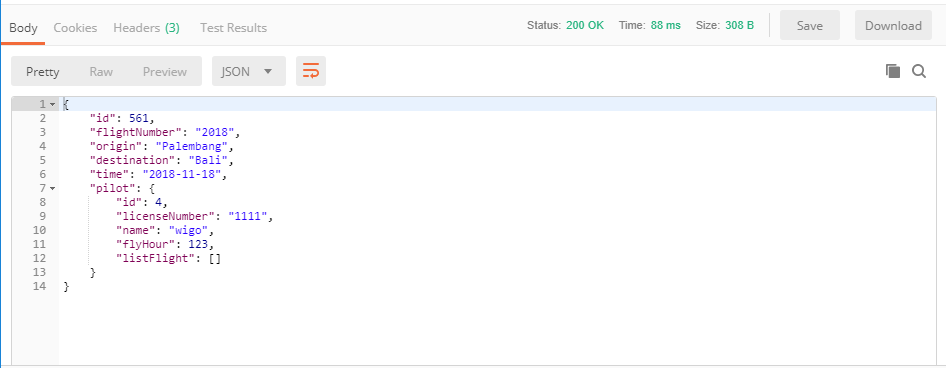 Body Cookies Headers (3) Test Results Status: 200 OK Time: 88 ms Size: 308 B Save Download
Pretty Raw Preview JSON
1 {
2 "id": 561,
3 "flightNumber": "2018",
4 "origin": "Palembang",
5 "destination": "Bali",
6 "time": "2018-11-18",
7 "pilot": {
8 "id": 4,
9 "licenseNumber": "1111",
10 "name": "wigo",
11 "flyHour": 123,
12 "listFlight": []
13 }
14 }